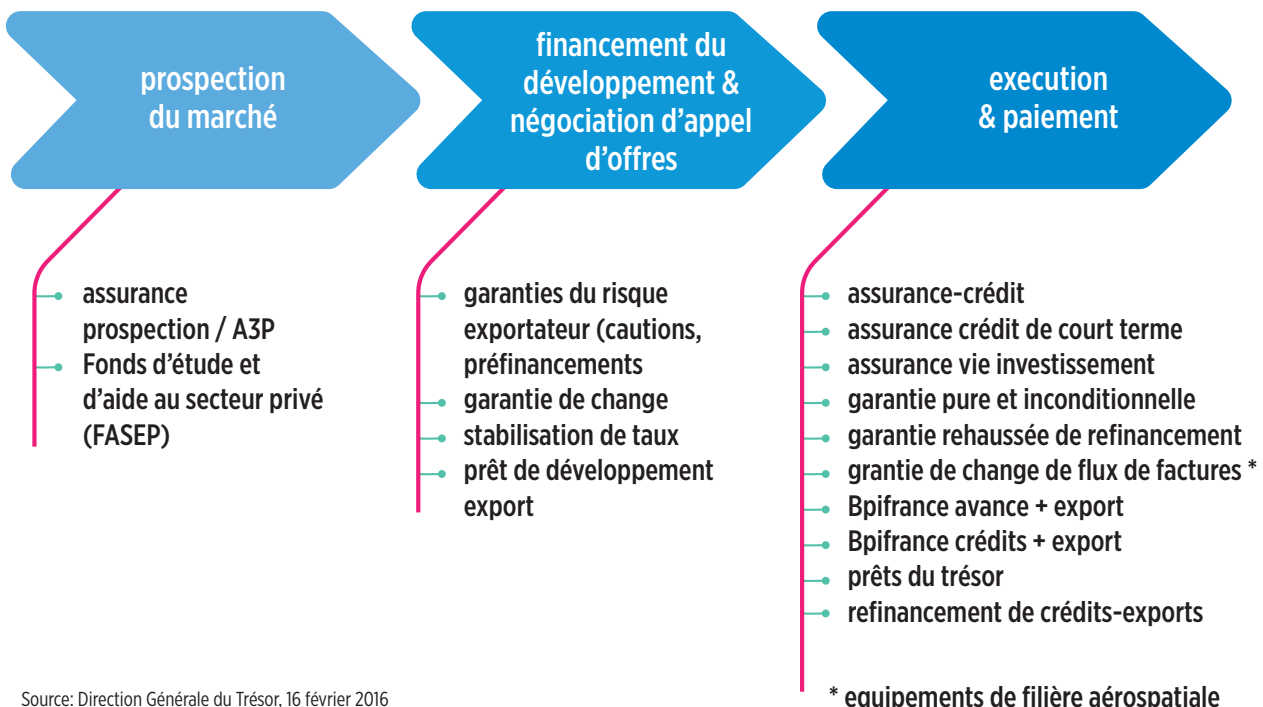 prospection
du marché
financement du
développement &
négociation d'appel
d'offres
execution
& paiement
assurance
prospection / A3P
Fonds d'étude et
d'aide au secteur privé
(FASEP)
garanties du risque
exportateur (cautions,
préfinancements
garantie de change
stabilisation de taux
prêt de développement
export
assurance-crédit
assurance crédit de court terme
assurance vie investissement
garantie pure et inconditionnelle
garantie rehaussée de refinancement
grantie de change de flux de factures *
Bpifrance avance + export
Bpifrance crédits + export
prêts du trésor
refinancement de crédits-exports
Source: Direction Générale du Trésor, 16 février 2016
* equipements de filière aérospatiale